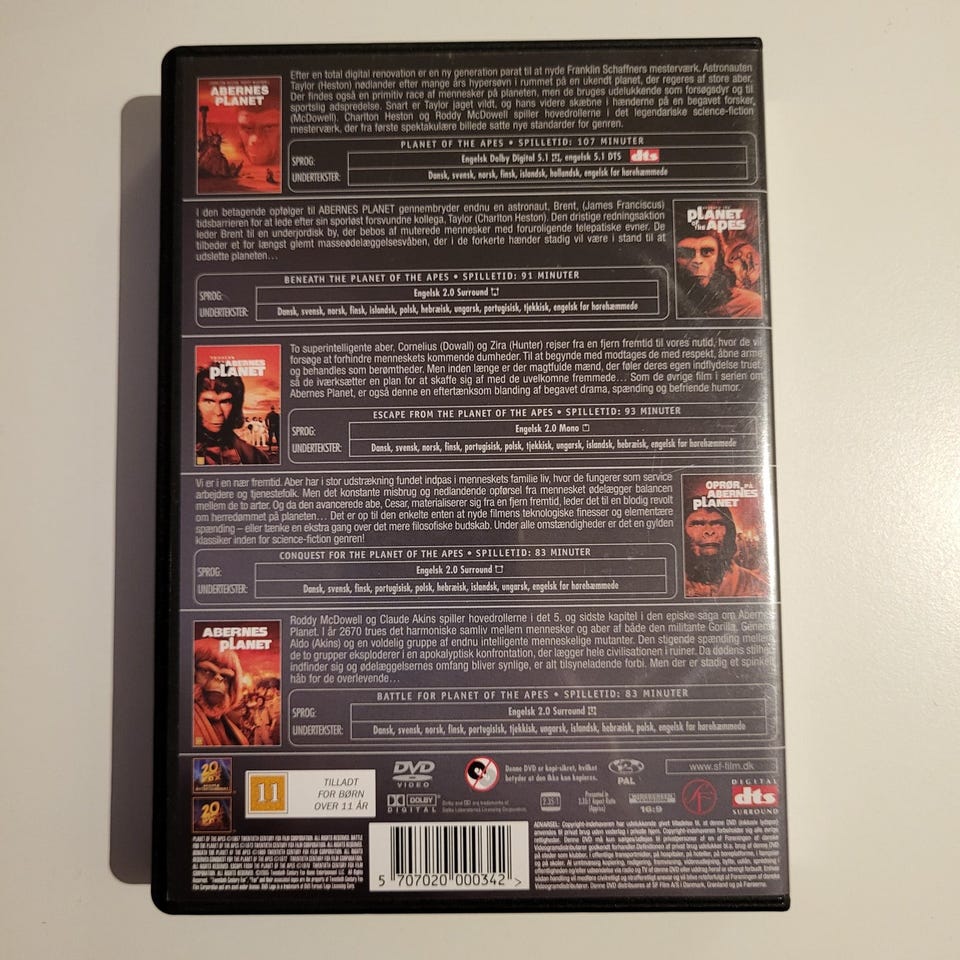 ABERNES
PLANET
Efter en total digital renovation er en ny generation parat til at nyde Franklin Schaffners mesterværk. Astronauten
Taylor (Heston) nødlander efter mange års hypersøvn i rummet på en ukendt planet, der regeres af store aber.
Der findes også en primitiv race af mennesker på planeten, men de bruges udelukkende som forsøgsdyr og til
sportslig adspredelse. Snart er Taylor jaget vildt, og hans videre skæbne i hænderne på en begavet forsker,
(McDowell). Charlton Heston og Roddy McDowell spiller hovedrollerne i det legendariske science-fiction
mesterværk, der fra første spektakulære billede satte nye standarder for genren.
PLANET OF THE APES • SPILLETID: 107 MINUTER
SPROG: Engelsk Dolby Digital 5.1, engelsk 5.1 DTS dts
UNDERTEKSTER: Dansk, svensk, norsk, finsk, islandsk, hollandsk, engelsk for hørehæmmede
I den betagende opfølger til ABERNES PLANET gennembryder endnu en astronaut, Brent, (James Franciscus)
tidsbarrieren for at lede efter sin sporløst forsvundne kollega, Taylor (Charlton Heston). Den dristige redningsaktion
leder Brent til en underjordisk by, der bebos af muterede mennesker med foruroligende telepatiske evner. De
tilbeder et for længst glemt masseødelæggelsesvåben, der i de forkerte hænder stadig vil være i stand til at
udslette planeten...
PLANET
OF THE APES
BENEATH THE PLANET OF THE APES • SPILLETID: 91 MINUTER
SPROG: Engelsk 2.0 Surround
UNDERTEKSTER: Dansk, svensk, norsk, finsk, islandsk, polsk, hebræisk, ungarsk, portugisisk, tjekkisk, engelsk for hørehæmmede
ABERNES
PLANET
To superintelligente aber, Cornelius (Dowall) og Zira (Hunter) rejser fra en fjern fremtid til vores nutid, hvor de vil
forsøge at forhindre menneskets kommende dumheder. Til at begynde med modtages de med respekt, åbne arme
og behandles som berømtheder. Men inden længe er der magtfulde mænd, der føler deres egen indflydelse truet,
så de iværksætter en plan for at skaffe sig af med de uvelkomne fremmede... Som de øvrige film i serien om
Abernes Planet, er også denne en eftertænksom blanding af begavet drama, spænding og befriende humor.
ESCAPE FROM THE PLANET OF THE APES • SPILLETID: 93 MINUTER
SPROG: Engelsk 2.0 Mono
UNDERTEKSTER: Dansk, svensk, norsk, finsk, portugisisk, polsk, tjekkisk, ungarsk, islandsk, hebræisk, engelsk for hørehæmmede
Vi er i en nær fremtid. Aber har i stor udstrækning fundet indpas i menneskets familie liv, hvor de fungerer som service
arbejdere og tjenestefolk. Men det konstante misbrug og nedladende opførsel fra mennesket ødelægger balancen
mellem de to arter. Og da den avancerede abe, Cesar, materialiserer sig fra en fjern fremtid, leder det til en blodig revolt
om herredømmet på planeten... Det er op til den enkelte enten at nyde filmens teknologiske finesser og elementære
spænding – eller tænke en ekstra gang over det mere filosofiske budskab. Under alle omstændigheder er det en gylden
klassiker inden for science-fiction genren!
OPRØR PÅ
ABERNES
PLANET
CONQUEST FOR THE PLANET OF THE APES • SPILLETID: 83 MINUTER
SPROG: Engelsk 2.0 Surround
UNDERTEKSTER: Dansk, svensk, finsk, portugisisk, polsk, hebræisk, islandsk, ungarsk, engelsk for hørehæmmede
ABERNES
PLANET
Roddy McDowell og Claude Akins spiller hovedrollerne i det 5. og sidste kapitel i den episke saga om Abernes
Planet. I år 2670 trues det harmoniske samliv mellem mennesker og aber af både den militante Gorilla, General
Aldo (Akins) og en voldelig gruppe af endnu intelligente menneskelige mutanter. Den stigende spænding mellem
de to grupper eksploderer i en apokalyptisk konfrontation, der lægger hele civilisationen i ruiner. Da dødens stilhed
indfinder sig og ødelæggelsernes omfang bliver synlige, er alt tilsyneladende forbi. Men der er stadig et spinkelt
håb for de overlevende...
BATTLE FOR PLANET OF THE APES • SPILLETID: 83 MINUTER
SPROG: Engelsk 2.0 Surround
UNDERTEKSTER: Dansk, svensk, norsk, finsk, portugisisk, tjekkisk, ungarsk, islandsk, hebræisk, polsk, engelsk for hørehæmmede
11
TILLADT
FOR BØRN
OVER 11 ÅR
DVD
VIDEO
Denne DVD er kopi-sikret, hvilket
betyder at den ikke kan kopieres.
2
PAL
www.sf-film.dk
DOLBY
DIGITAL
2.35:1
16:9
SF
DIGITAL
dts
SURROUND
5 707020 000342 >